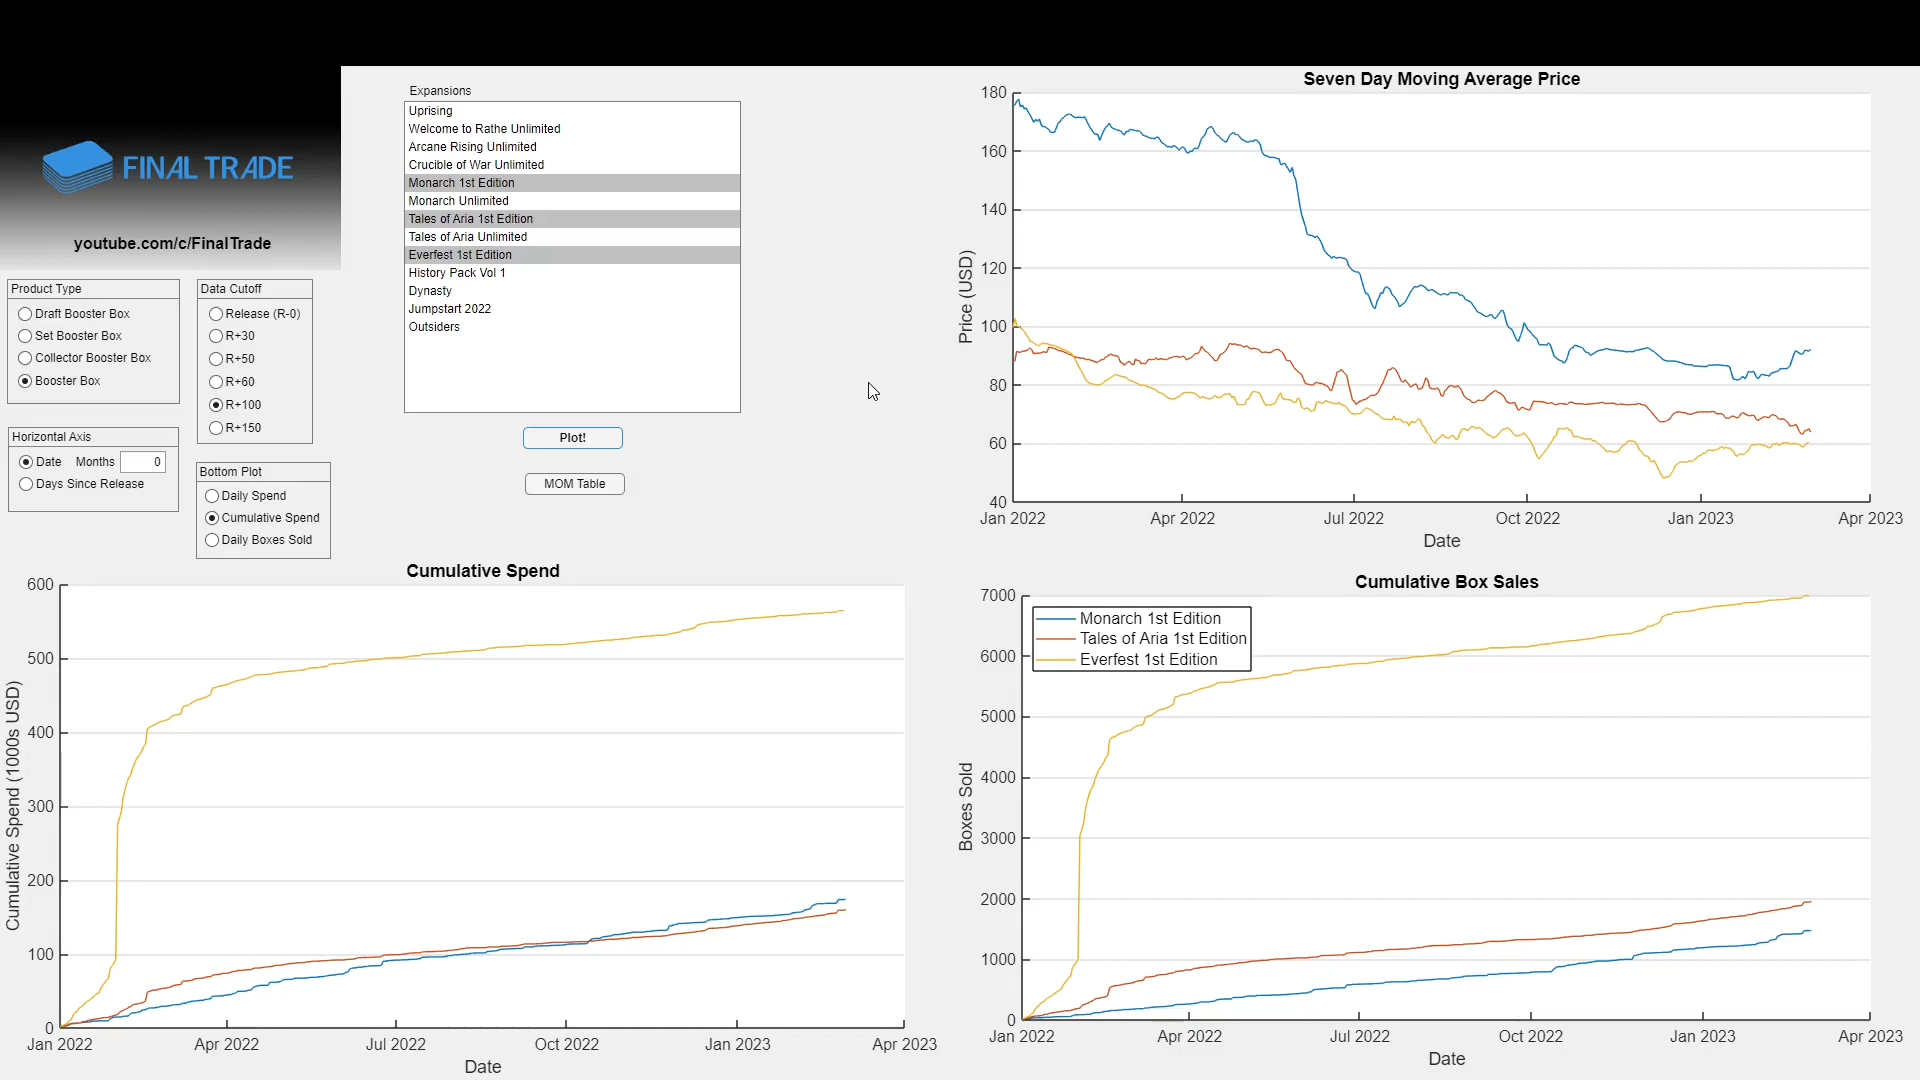 FINAL TRADE
youtube.com/c/FinalTrade
Product Type
Draft Booster Box
Set Booster Box
Collector Booster Box
Booster Box
Data Cutoff
Release (R-0)
R+30
R+50
R+60
R+100
R+150
Horizontal Axis
Date Months 0
Days Since Release
Bottom Plot
Daily Spend
Cumulative Spend
Daily Boxes Sold
Expansions
Uprising
Welcome to Rathe Unlimited
Arcane Rising Unlimited
Crucible of War Unlimited
Monarch 1st Edition
Monarch Unlimited
Tales of Aria 1st Edition
Tales of Aria Unlimited
Everfest 1st Edition
History Pack Vol 1
Dynasty
Jumpstart 2022
Outsiders
Plot!
MOM Table
Seven Day Moving Average Price
Price (USD)
180
160
140
120
100
80
60
40
Jan 2022 Apr 2022 Jul 2022 Oct 2022 Jan 2023 Apr 2023
Date
Cumulative Spend
Cumulative Spend (1000s USD)
600
500
400
300
200
100
0
Jan 2022 Apr 2022 Jul 2022 Oct 2022 Jan 2023 Apr 2023
Date
Cumulative Box Sales
Boxes Sold
7000
6000
5000
4000
3000
2000
1000
0
Monarch 1st Edition
Tales of Aria 1st Edition
Everfest 1st Edition
Jan 2022 Apr 2022 Jul 2022 Oct 2022 Jan 2023 Apr 2023
Date